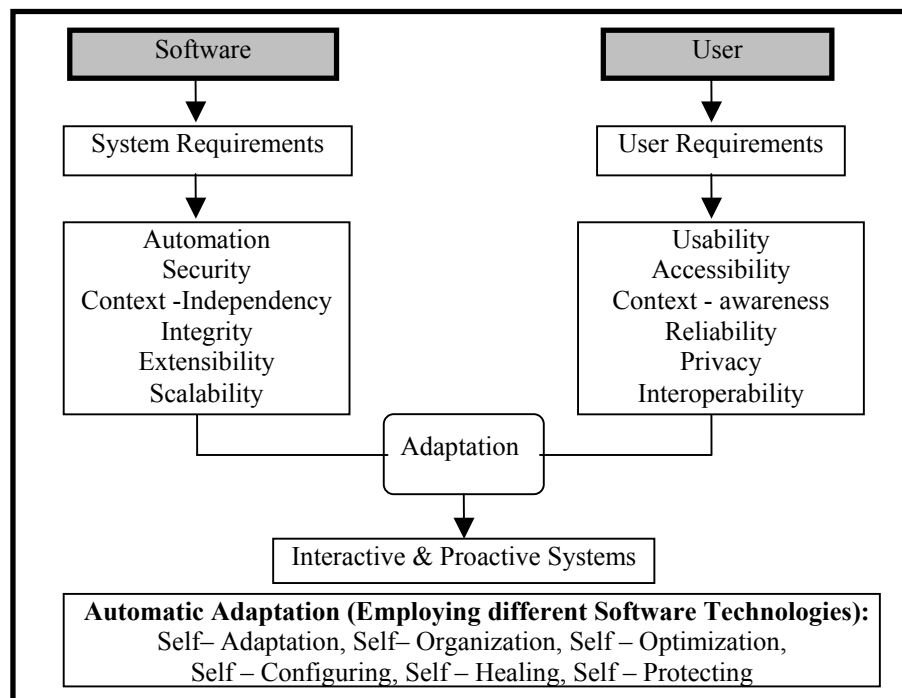 Software
User
System Requirements
User Requirements
Automation
Security
Context -Independency
Integrity
Extensibility
Scalability
Usability
Accessibility
Context - awareness
Reliability
Privacy
Interoperability
Adaptation
Interactive & Proactive Systems
Automatic Adaptation (Employing different Software Technologies):
Self– Adaptation, Self– Organization, Self – Optimization,
Self – Configuring, Self – Healing, Self – Protecting